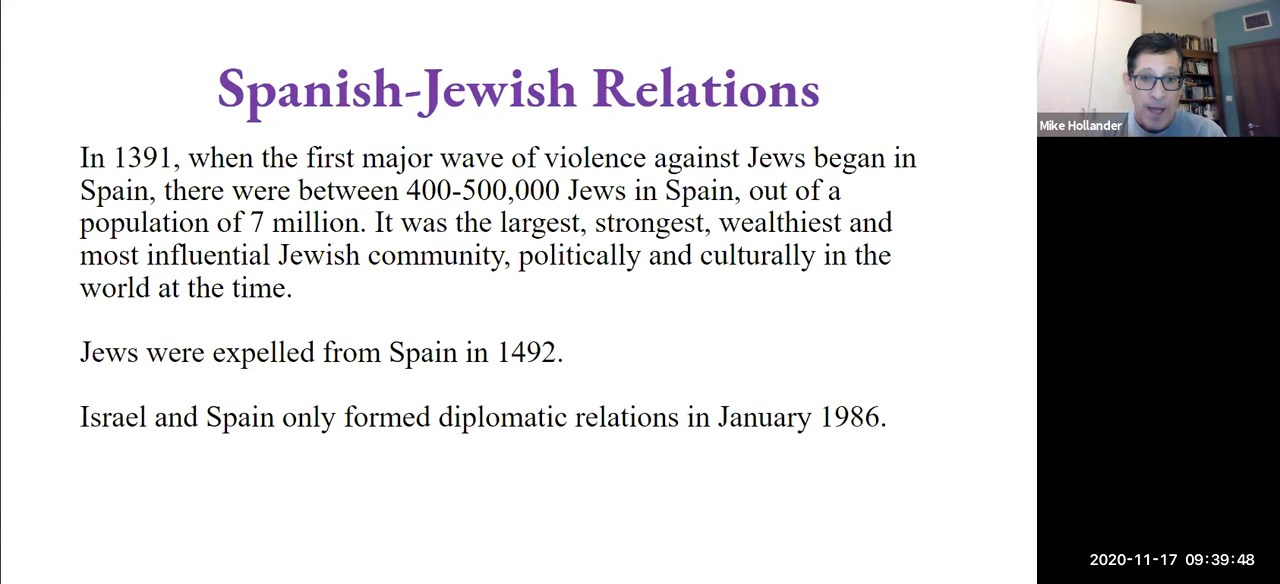 Spanish-Jewish Relations
In 1391, when the first major wave of violence against Jews began in
Spain, there were between 400-500,000 Jews in Spain, out of a
population of 7 million. It was the largest, strongest, wealthiest and
most influential Jewish community, politically and culturally in the
world at the time.
Jews were expelled from Spain in 1492.
Israel and Spain only formed diplomatic relations in January 1986.
Mike Hollander
2020-11-17 09:39:48